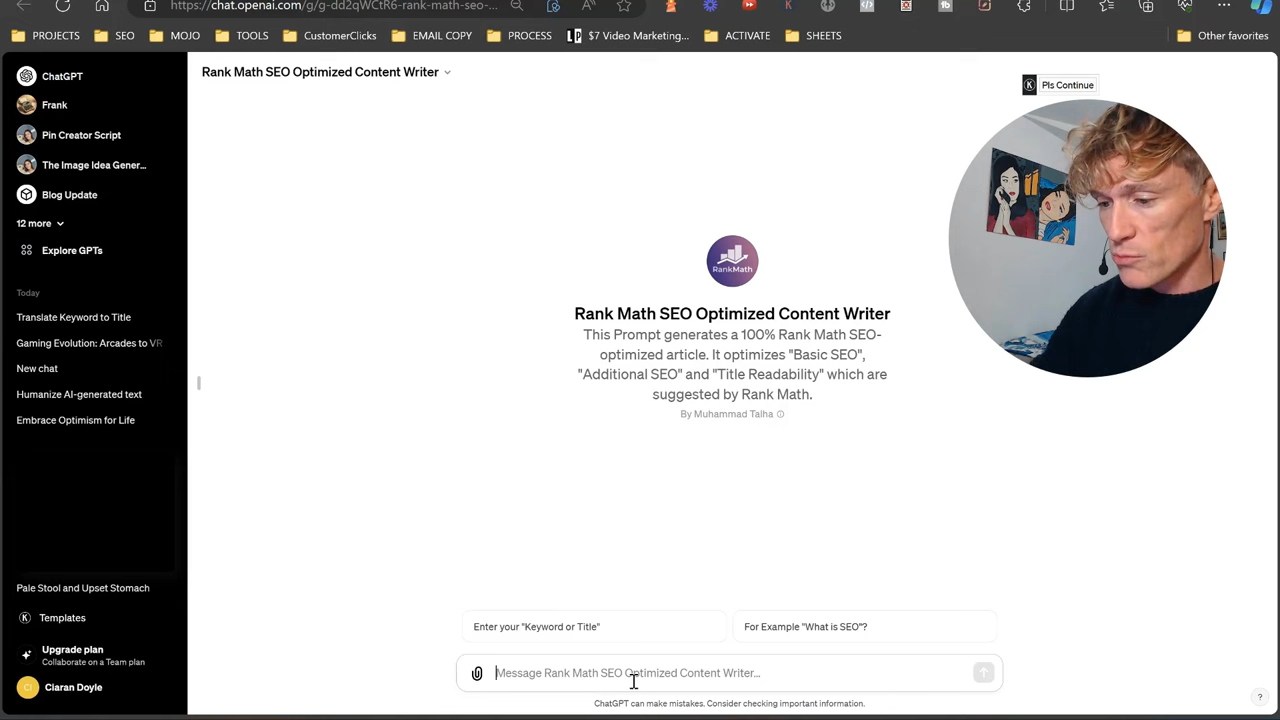 https://chat.openai.com/g/g-dd2qWCtR6-rank-math-seo-...
PROJECTS
SEO
MOJO
TOOLS
CustomerClicks
EMAIL COPY
PROCESS
$7 Video Marketing...
ACTIVATE
SHEETS
Other favorites
ChatGPT
Frank
Pin Creator Script
The Image Idea Gener...
Blog Update
12 more
Explore GPTs
Today
Translate Keyword to Title
Gaming Evolution: Arcades to VR
New chat
Humanize AI-generated text
Embrace Optimism for Life
Pale Stool and Upset Stomach
Templates
Upgrade plan
Collaborate on a Team plan
Ciaran Doyle
Rank Math SEO Optimized Content Writer
Pls Continue
RankMath
Rank Math SEO Optimized Content Writer
This Prompt generates a 100% Rank Math SEO-
optimized article. It optimizes "Basic SEO",
"Additional SEO" and "Title Readability" which are
suggested by Rank Math.
By Muhammad Talha
Enter your "Keyword or Title"
For Example "What is SEO"?
Message Rank Math SEO Optimized Content Writer...
ChatGPT can make mistakes. Consider checking important information.
?